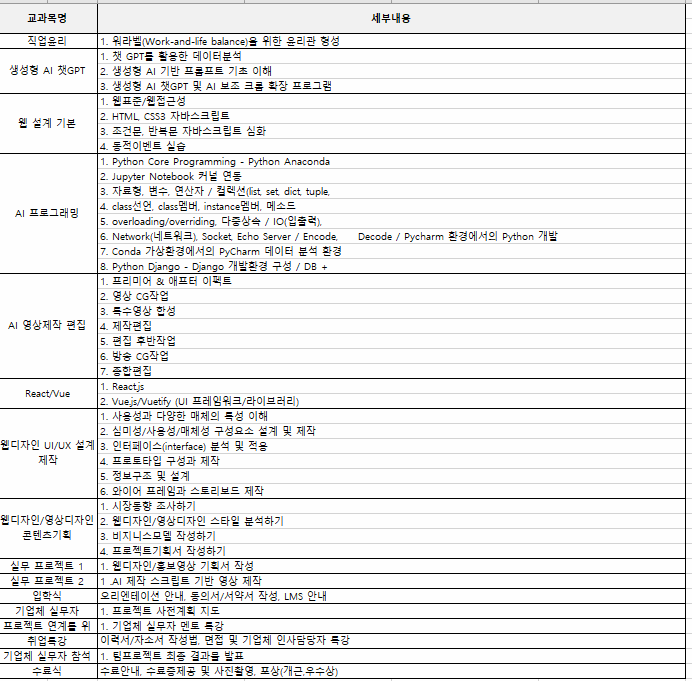 교과목명 세부내용
직업윤리 1. 워라벨(Work-and-life balance)을 위한 윤리관 형성
1. 챗 GPT를 활용한 데이터분석
생성형 AI 챗GPT 2. 생성형 AI 기반 프롬프트 기초 이해
3. 생성형 AI 챗GPT 및 AI 보조 크롬 확장 프로그램
1. 웹표준/웹접근성
웹 설계 기본 2. HTML, CSS3 자바스크립트
3. 조건문, 반복문 자바스크립트 심화
4. 동적이벤트 실습
1. Python Core Programming - Python Anaconda
2. Jupyter Notebook 커널 연동
3. 자료형, 변수, 연산자 / 컬렉션(list, set, dict, tuple,
AI 프로그래밍 4. class선언, class멤버, instance멤버, 메소드
5. overloading/overriding, 다중상속 / IO(입출력),
6. Network(네트워크), Socket, Echo Server / Encode, Decode / Pycharm 환경에서의 Python 개발
7. Conda 가상환경에서의 PyCharm 데이터 분석 환경
8. Python Django - Django 개발환경 구성 / DB +
1. 프리미어 & 애프터 이펙트
2. 영상 CG작업
3. 특수영상 합성
AI 영상제작 편집 4. 제작편집
5. 편집 후반작업
6. 방송 CG작업
7. 종합편집
React/Vue 1. React.js
2. Vue.js/Vuetify (UI 프레임워크/라이브러리)
1. 사용성과 다양한 매체의 특성 이해
2. 심미성/사용성/매체성 구성요소 설계 및 제작
웹디자인 UI/UX 설계 3. 인터페이스(interface) 분석 및 적용
제작 4. 프로토타입 구성과 제작
5. 정보구조 및 설계
6. 와이어 프레임과 스토리보드 제작
1. 시장동향 조사하기
웹디자인/영상디자인 2. 웹디자인/영상디자인 스타일 분석하기
콘텐츠기획 3. 비지니스모델 작성하기
4. 프로젝트기획서 작성하기
실무 프로젝트 1 1. 웹디자인/홍보영상 기획서 작성
실무 프로젝트 2 1 .AI 제작 스크립트 기반 영상 제작
입학식 오리엔테이션 안내, 동의서/서약서 작성, LMS 안내
기업체 실무자 1. 프로젝트 사전계획 지도
프로젝트 연계를 위 1. 기업체 실무자 멘토 특강
취업특강 이력서/자소서 작성법, 면접 및 기업체 인사담당자 특강
기업체 실무자 참석 1. 팀프로젝트 최종 결과물 발표
수료식 수료안내, 수료증제공 및 사진촬영, 포상(개근,우수상)